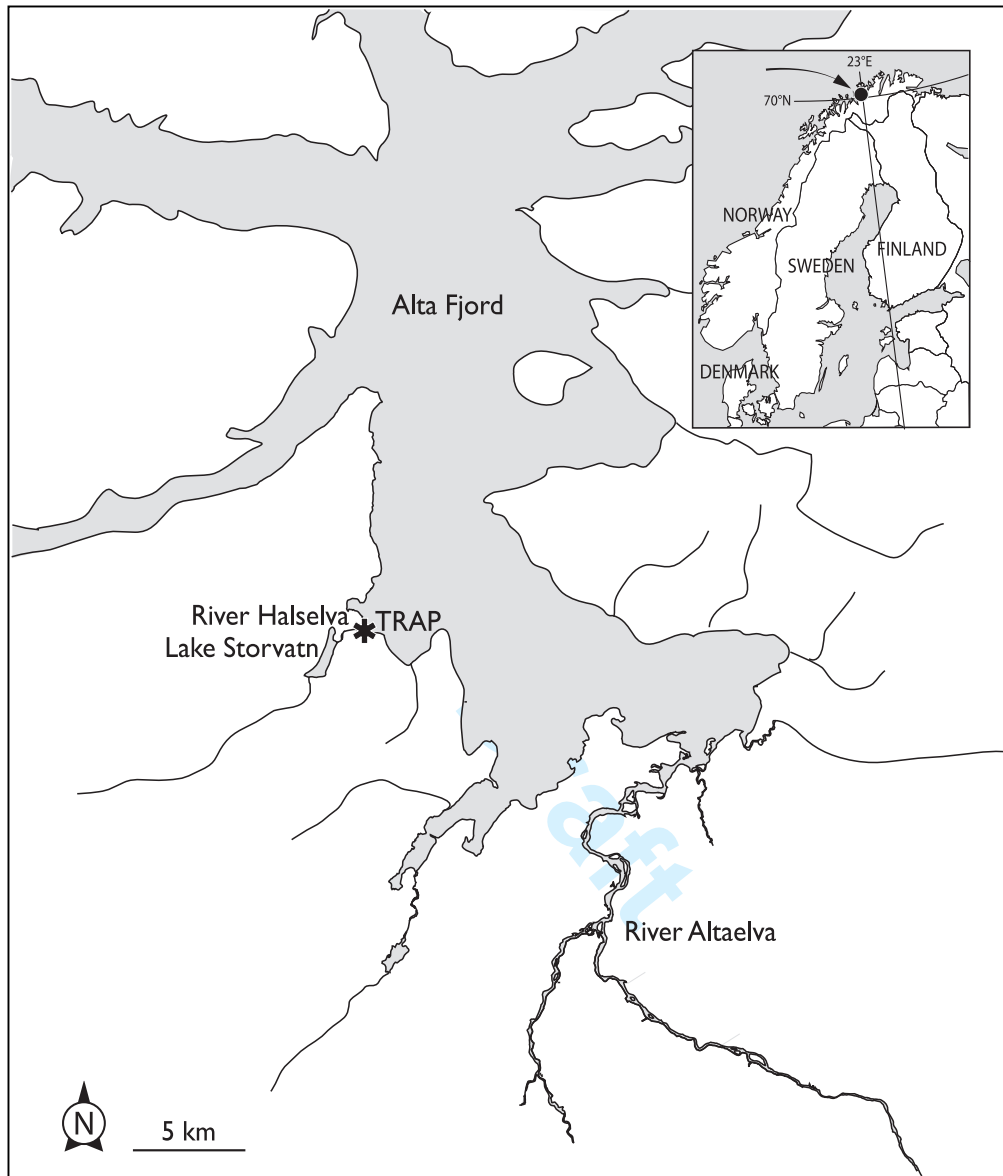 23°E
70°N
NORWAY
SWEDEN
FINLAND
DENMARK
Alta Fjord
River Halselva
TRAP
Lake Storvatn
River Altaelva
N
5 km